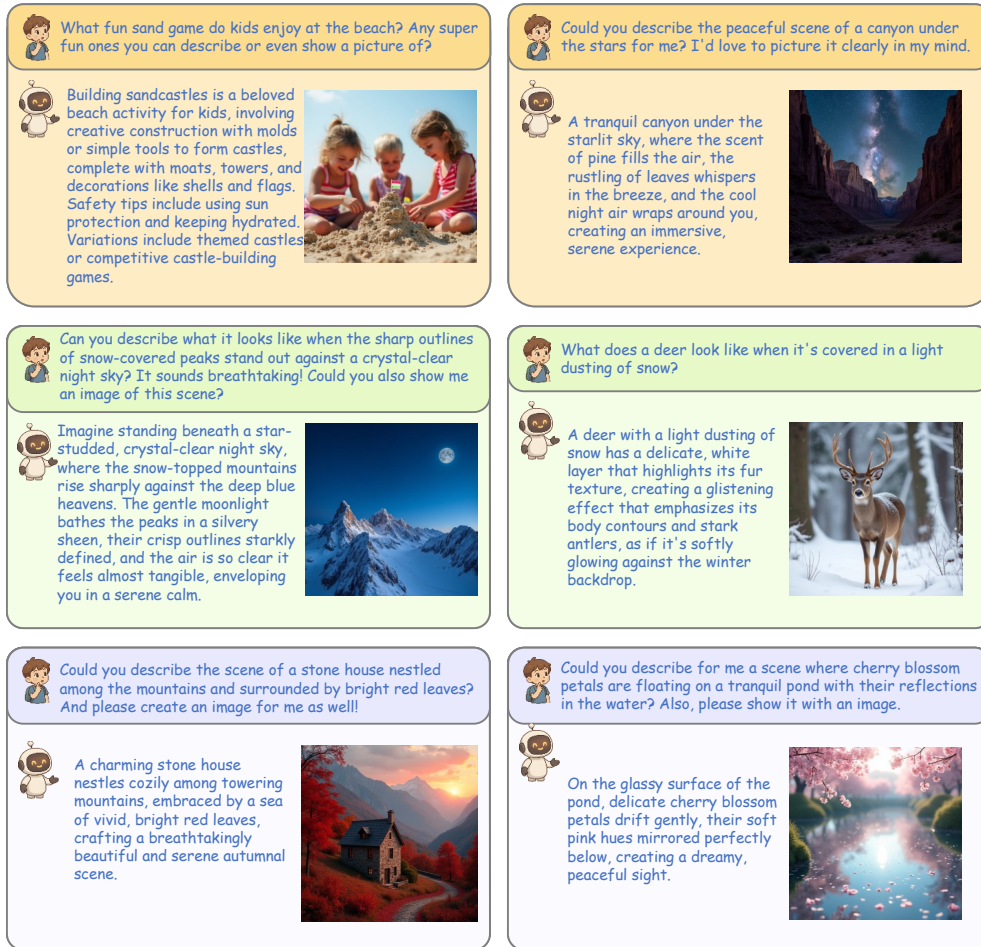 What fun sand game do kids enjoy at the beach? Any super
fun ones you can describe or even show a picture of?
Building sandcastles is a beloved
beach activity for kids, involving
creative construction with molds
or simple tools to form castles,
complete with moats, towers, and
decorations like shells and flags.
Safety tips include using sun
protection and keeping hydrated.
Variations include themed castles
or competitive castle-building
games.
Could you describe the peaceful scene of a canyon under
the stars for me? I'd love to picture it clearly in my mind.
A tranquil canyon under the
starlit sky, where the scent
of pine fills the air, the
rustling of leaves whispers
in the breeze, and the cool
night air wraps around you,
creating an immersive,
serene experience.
Can you describe what it looks like when the sharp outlines
of snow-covered peaks stand out against a crystal-clear
night sky? It sounds breathtaking! Could you also show me
an image of this scene?
Imagine standing beneath a star-
studded, crystal-clear night sky,
where the snow-topped mountains
rise sharply against the deep blue
heavens. The gentle moonlight
bathes the peaks in a silvery
sheen, their crisp outlines starkly
defined, and the air is so clear it
feels almost tangible, enveloping
you in a serene calm.
What does a deer look like when it's covered in a light
dusting of snow?
A deer with a light dusting of
snow has a delicate, white
layer that highlights its fur
texture, creating a glistening
effect that emphasizes its
body contours and stark
antlers, as if it's softly
glowing against the winter
backdrop.
Could you describe the scene of a stone house nestled
among the mountains and surrounded by bright red leaves?
And please create an image for me as well!
A charming stone house
nestles cozily among towering
mountains, embraced by a sea
of vivid, bright red leaves,
crafting a breathtakingly
beautiful and serene autumnal
scene.
Could you describe for me a scene where cherry blossom
petals are floating on a tranquil pond with their reflections
in the water? Also, please show it with an image.
On the glassy surface of the
pond, delicate cherry blossom
petals drift gently, their soft
pink hues mirrored perfectly
below, creating a dreamy,
peaceful sight.